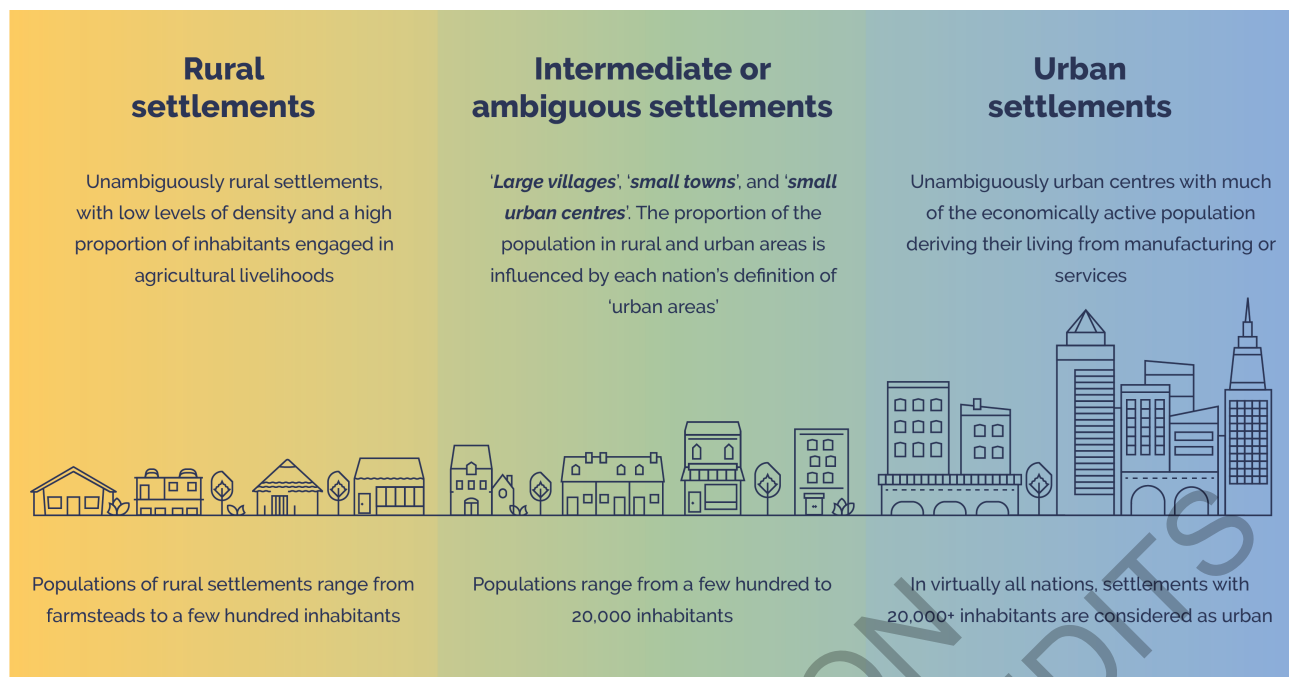 Rural
settlements
Unambiguously rural settlements,
with low levels of density and a high
proportion of inhabitants engaged in
agricultural livelihoods
Populations of rural settlements range from
farmsteads to a few hundred inhabitants
Intermediate or
ambiguous settlements
‘Large villages’, ‘small towns’, and ‘small
urban centres’. The proportion of the
population in rural and urban areas is
influenced by each nation’s definition of
‘urban areas’
Populations range from a few hundred to
20,000 inhabitants
Urban
settlements
Unambiguously urban centres with much
of the economically active population
deriving their living from manufacturing or
services
In virtually all nations, settlements with
20,000+ inhabitants are considered as urban